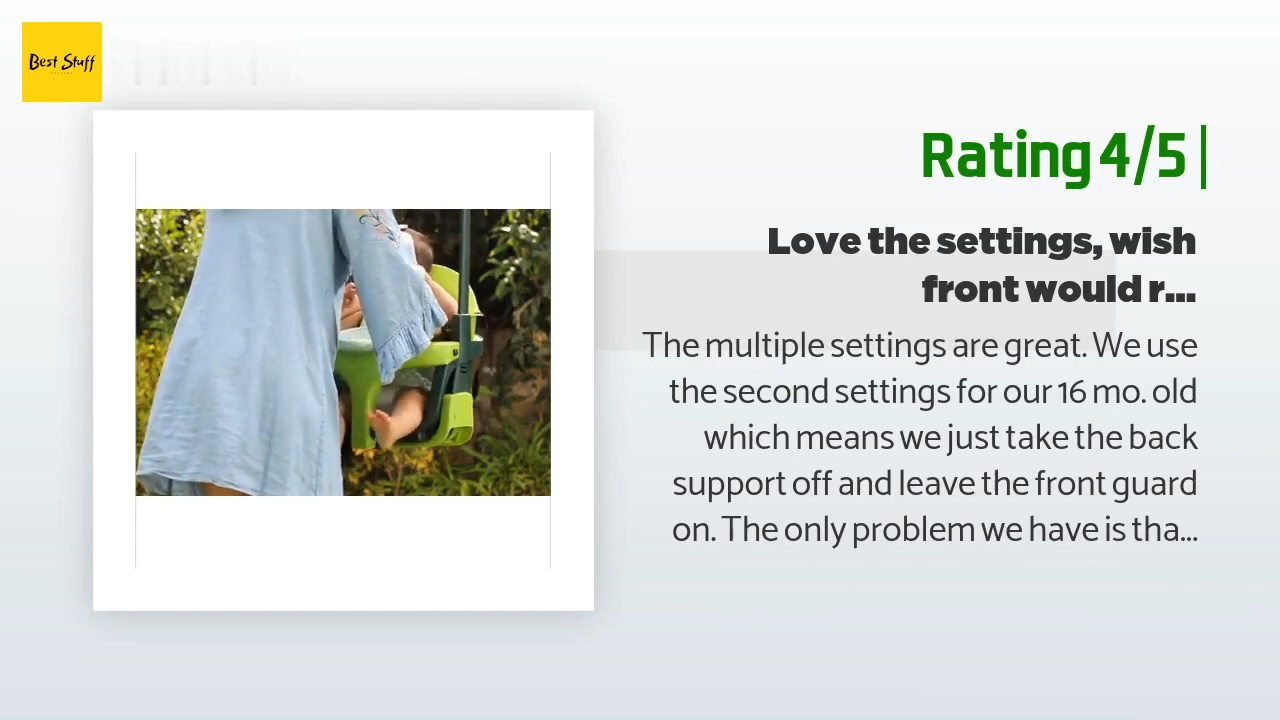 Best Stuff
Rating 4/5 |
Love the settings, wish
front would r...
The multiple settings are great. We use
the second settings for our 16 mo. old
which means we just take the back
support off and leave the front guard
on. The only problem we have is tha...